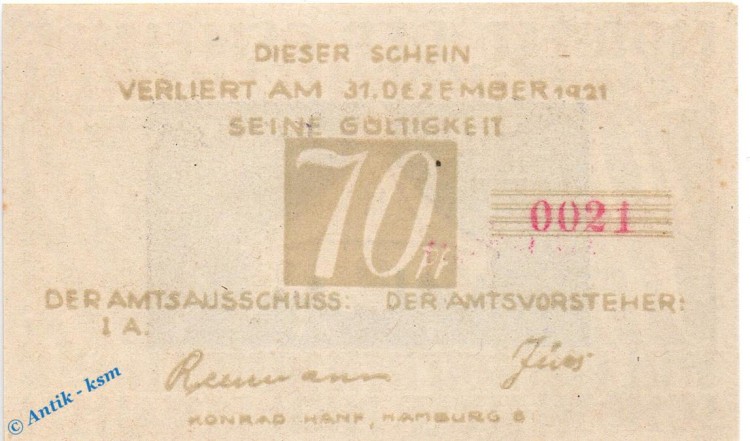 DIESER SCHEIN
VERLIERT AM 31. DEZEMBER 1921
SEINE GÜLTIGKEIT
70 Pf
0021
DER AMTSAUSSCHUSS: DER AMTSVORSTEHER:
I A:
KONRAD HANF, HAMBURG 8
© Antik - ksm